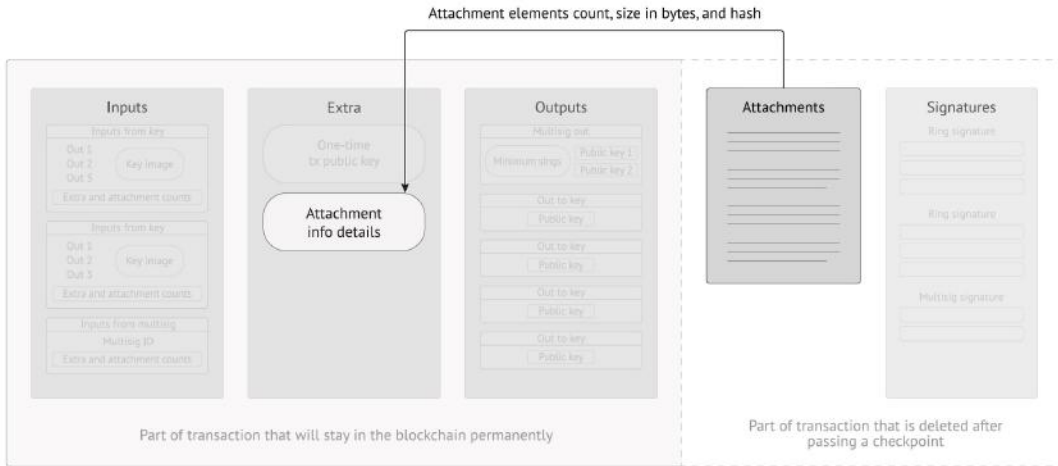 Attachment elements count, size in bytes, and hash
Inputs
Inputs from key
Out 1
Out 2
Out 3
Key image
Extra and attachment counts
Inputs from key
Out 1
Out 2
Out 3
Key image
Extra and attachment counts
Inputs from multisig
Multisig ID
Extra and attachment counts
Extra
One-time
tx public key
Attachment
info details
Outputs
Multisig out
Minimum sings
Public key 1
Public key 2
Out to key
Public key
Out to key
Public key
Out to key
Public key
Out to key
Public key
Part of transaction that will stay in the blockchain permanently
Attachments
Signatures
Ring signature
Ring signature
Multisig signature
Part of transaction that is deleted after
passing a checkpoint